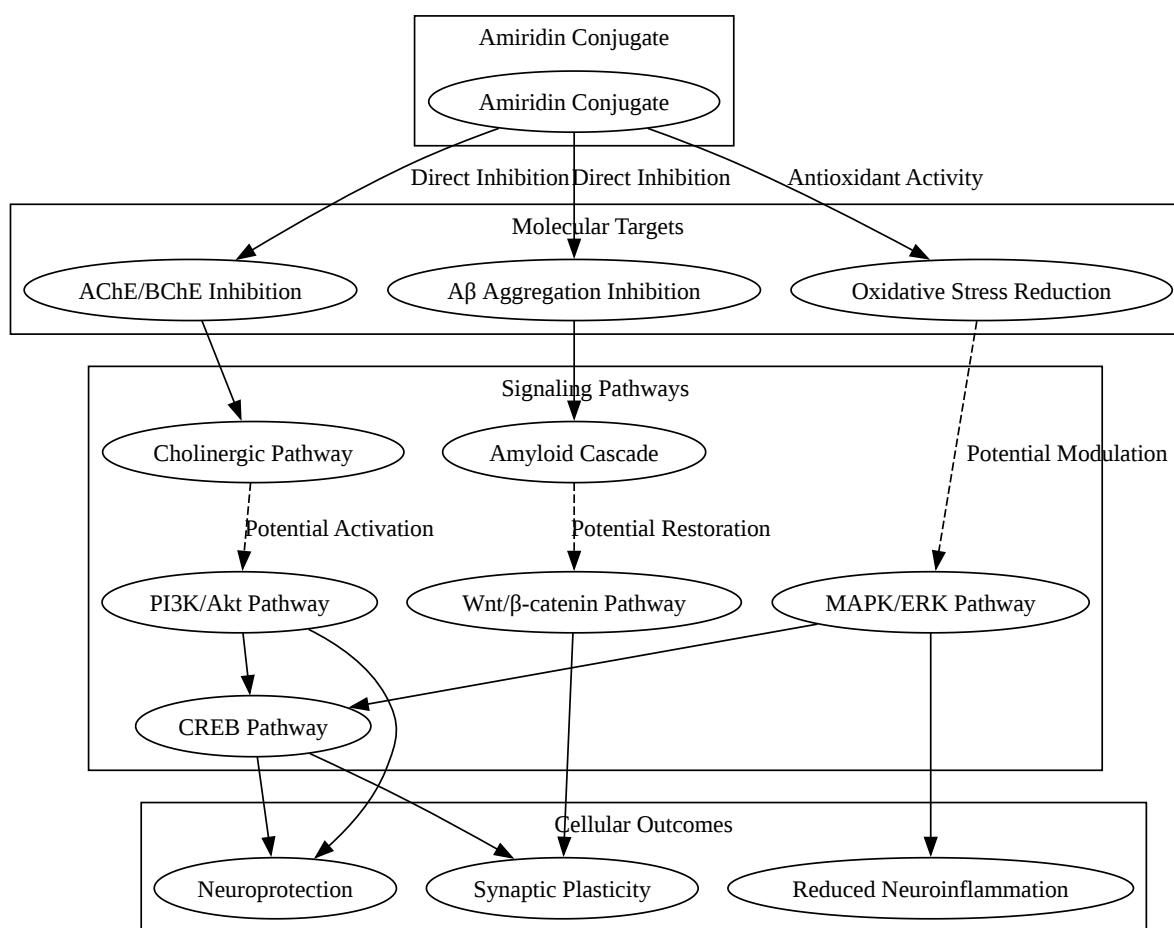 Amiridin Conjugate
Amiridin Conjugate
Direct Inhibition
Direct Inhibition
Antioxidant Activity
Molecular Targets
AChE/BChE Inhibition
Aβ Aggregation Inhibition
Oxidative Stress Reduction
Signaling Pathways
Cholinergic Pathway
Amyloid Cascade
Potential Modulation
Potential Activation
Potential Restoration
PI3K/Akt Pathway
Wnt/β-catenin Pathway
MAPK/ERK Pathway
CREB Pathway
Cellular Outcomes
Neuroprotection
Synaptic Plasticity
Reduced Neuroinflammation